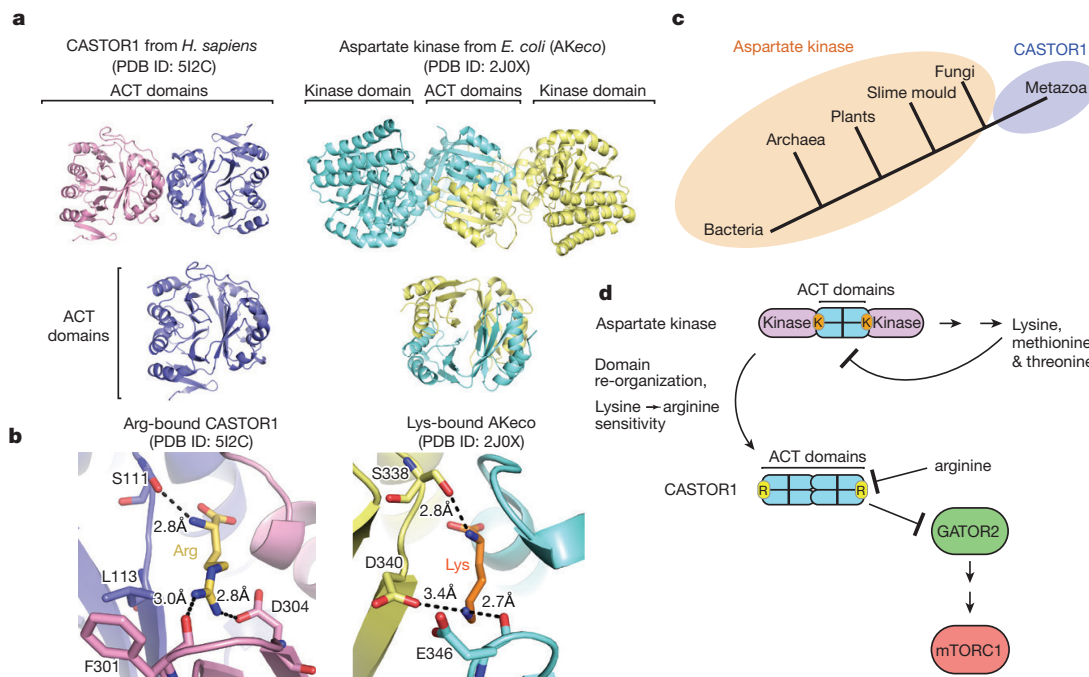 a
CASTOR1 from H. sapiens
(PDB ID: 5I2C)
ACT domains
Aspartate kinase from E. coli (AKeco)
(PDB ID: 2J0X)
Kinase domain
ACT domains
Kinase domain
ACT
domains
b
Arg-bound CASTOR1
(PDB ID: 5I2C)
S111
2.8Å
Arg
L113
3.0Å
2.8Å
D304
F301
Lys-bound AKeco
(PDB ID: 2J0X)
S338
2.8Å
Lys
D340
3.4Å
2.7Å
E346
c
Aspartate kinase
CASTOR1
Fungi
Metazoa
Slime mould
Plants
Archaea
Bacteria
d
ACT domains
Aspartate kinase
Kinase
K
K
Kinase
Lysine,
methionine
& threonine
Domain
re-organization,
Lysine → arginine
sensitivity
ACT domains
arginine
CASTOR1
R
R
GATOR2
mTORC1